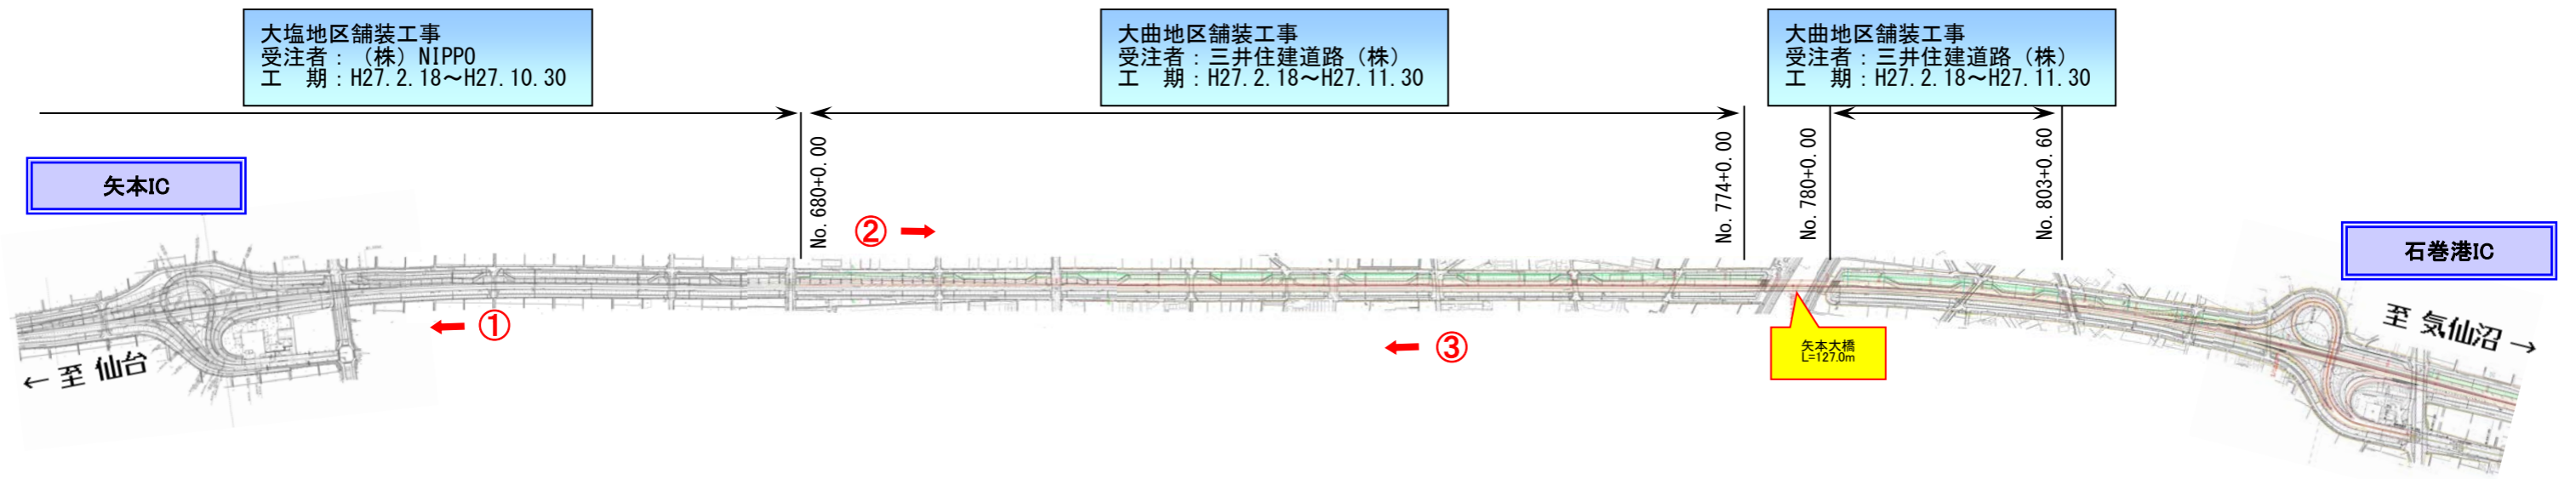 大塩地区舗装工事
受注者：（株）NIPPO
工　期：H27.2.18～H27.10.30
大曲地区舗装工事
受注者：三井住建道路（株）
工　期：H27.2.18～H27.11.30
大曲地区舗装工事
受注者：三井住建道路（株）
工　期：H27.2.18～H27.11.30
No.680+0.00
No.774+0.00
No.780+0.00
No.803+0.60
矢本IC
石巻港IC
②
①
③
矢本大橋
L=127.0m
←至 仙台
至 気仙沼→